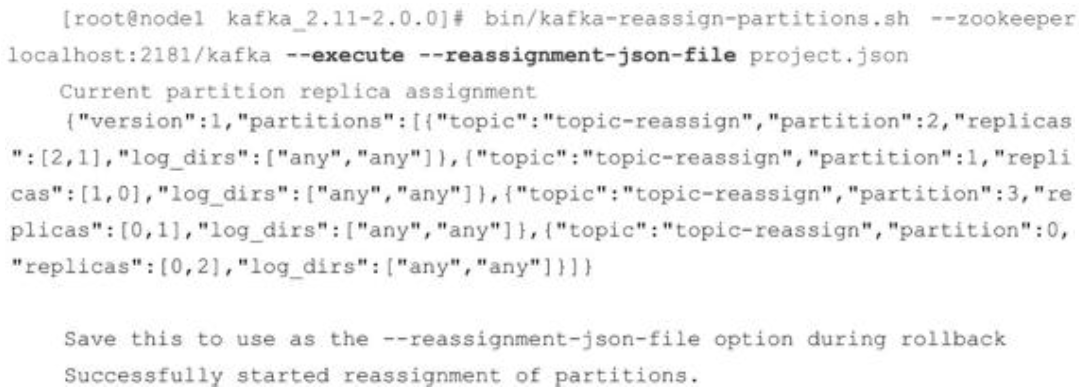 [root@node1 kafka_2.11-2.0.0]# bin/kafka-reassign-partitions.sh --zookeeper
localhost:2181/kafka --execute --reassignment-json-file project.json
Current partition replica assignment
{"version":1,"partitions":[{"topic":"topic-reassign","partition":2,"replicas
":[2,1],"log_dirs":["any","any"]},{"topic":"topic-reassign","partition":1,"repli
cas":[1,0],"log_dirs":["any","any"]},{"topic":"topic-reassign","partition":3,"re
plicas":[0,1],"log_dirs":["any","any"]},{"topic":"topic-reassign","partition":0,
"replicas":[0,2],"log_dirs":["any","any"]}]}
Save this to use as the --reassignment-json-file option during rollback
Successfully started reassignment of partitions.